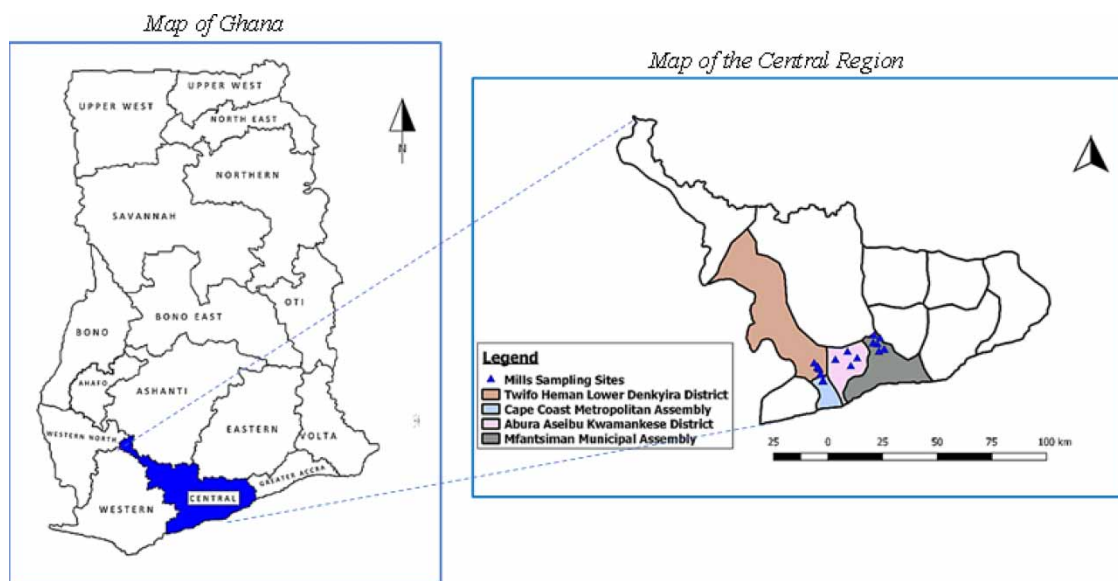 Map of Ghana
UPPER WEST
UPPER WEST
NORTH EAST
N
NORTHERN
SAVANNAH
OTI
BONO EAST
BONO
AHAFO
ASHANTI
EASTERN
VOLTA
WESTERN NORTH
GREATER ACCRA
CENTRAL
WESTERN
Map of the Central Region
Legend
Mills Sampling Sites
Twifo Heman Lower Denkyira District
Cape Coast Metropolitan Assembly
Abura Aseibu Kwamankese District
Mfantsiman Municipal Assembly
25 0 25 50 75 100 km